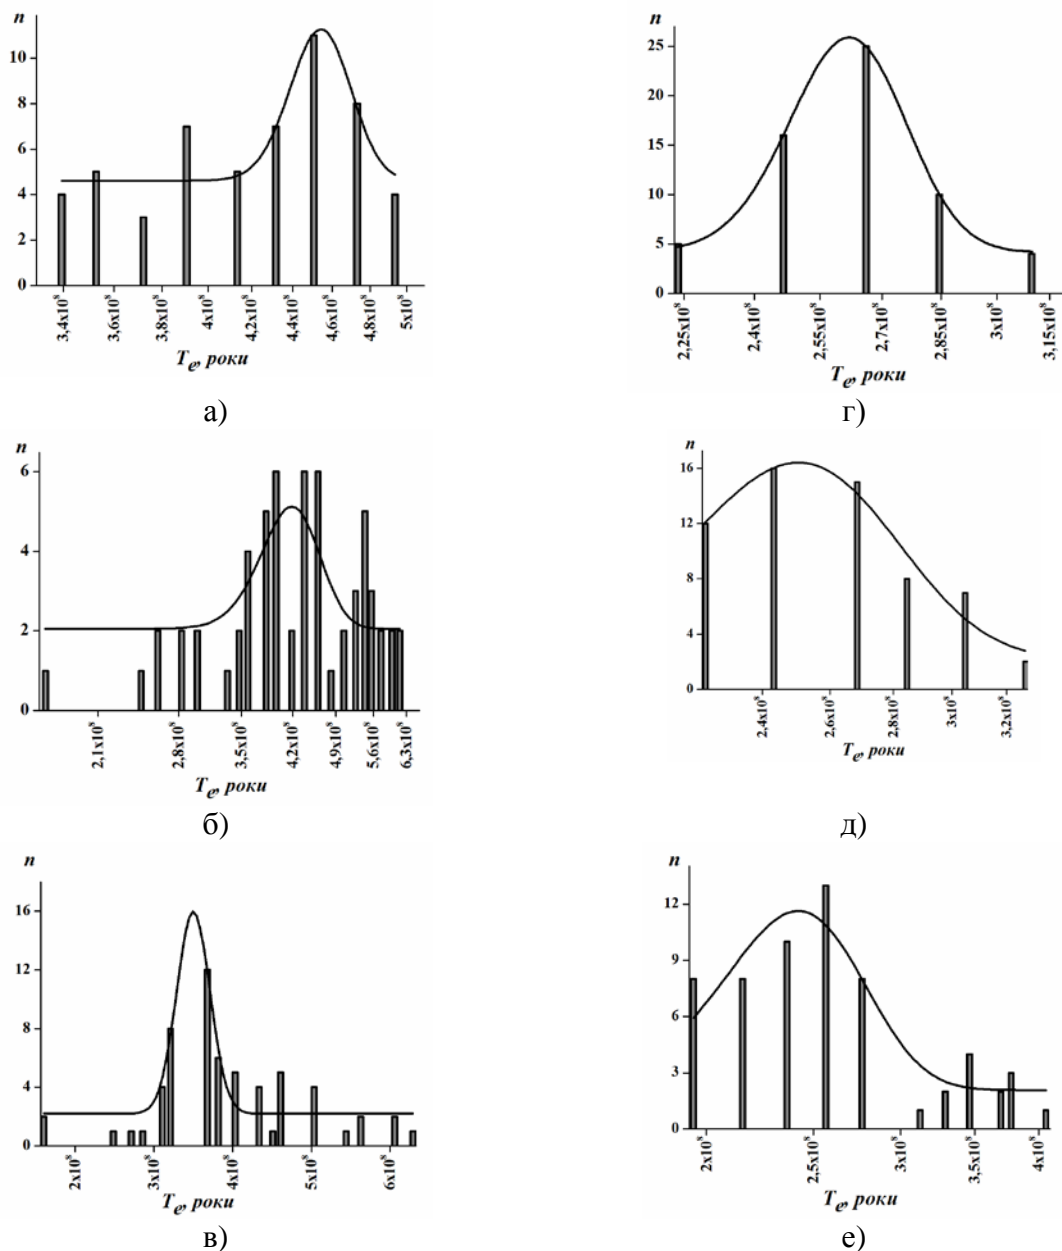 n
10
8
6
4
2
0
3,4x10⁸
3,6x10⁸
3,8x10⁸
4x10⁸
4,2x10⁸
4,4x10⁸
4,6x10⁸
4,8x10⁸
5x10⁸
Te, роки
а)
n
25
20
15
10
5
0
2,25x10⁸
2,4x10⁸
2,55x10⁸
2,7x10⁸
2,85x10⁸
3x10⁸
3,15x10⁸
Te, роки
г)
n
6
4
2
0
2,1x10⁸
2,8x10⁸
3,5x10⁸
4,2x10⁸
4,9x10⁸
5,6x10⁸
6,3x10⁸
Te, роки
б)
n
16
12
8
4
0
2,4x10⁸
2,6x10⁸
2,8x10⁸
3x10⁸
3,2x10⁸
Te, роки
д)
n
16
12
8
4
0
2x10⁸
3x10⁸
4x10⁸
5x10⁸
6x10⁸
Te, роки
в)
n
12
9
6
3
0
2x10⁸
2,5x10⁸
3x10⁸
3,5x10⁸
4x10⁸
Te, роки
е)